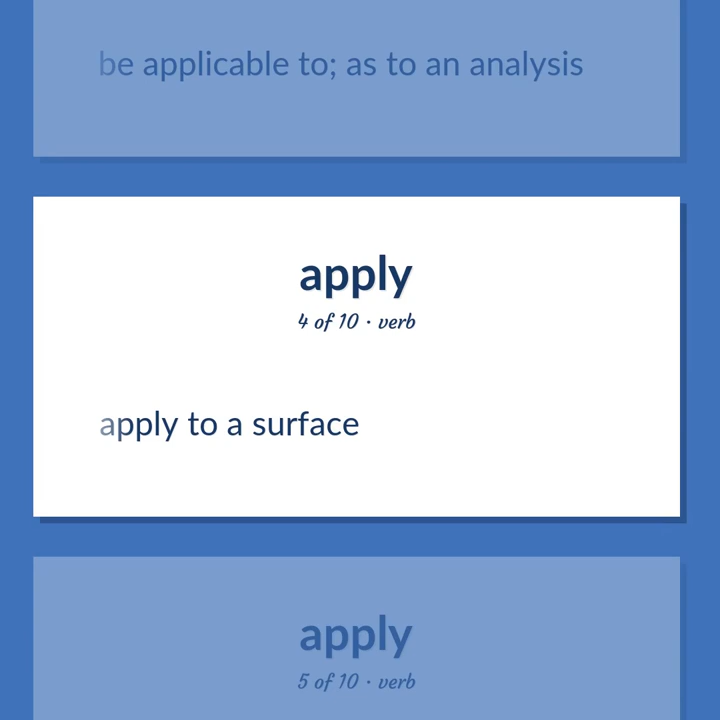 be applicable to; as to an analysis
apply
4 of 10 · verb
apply to a surface
apply
5 of 10 · verb